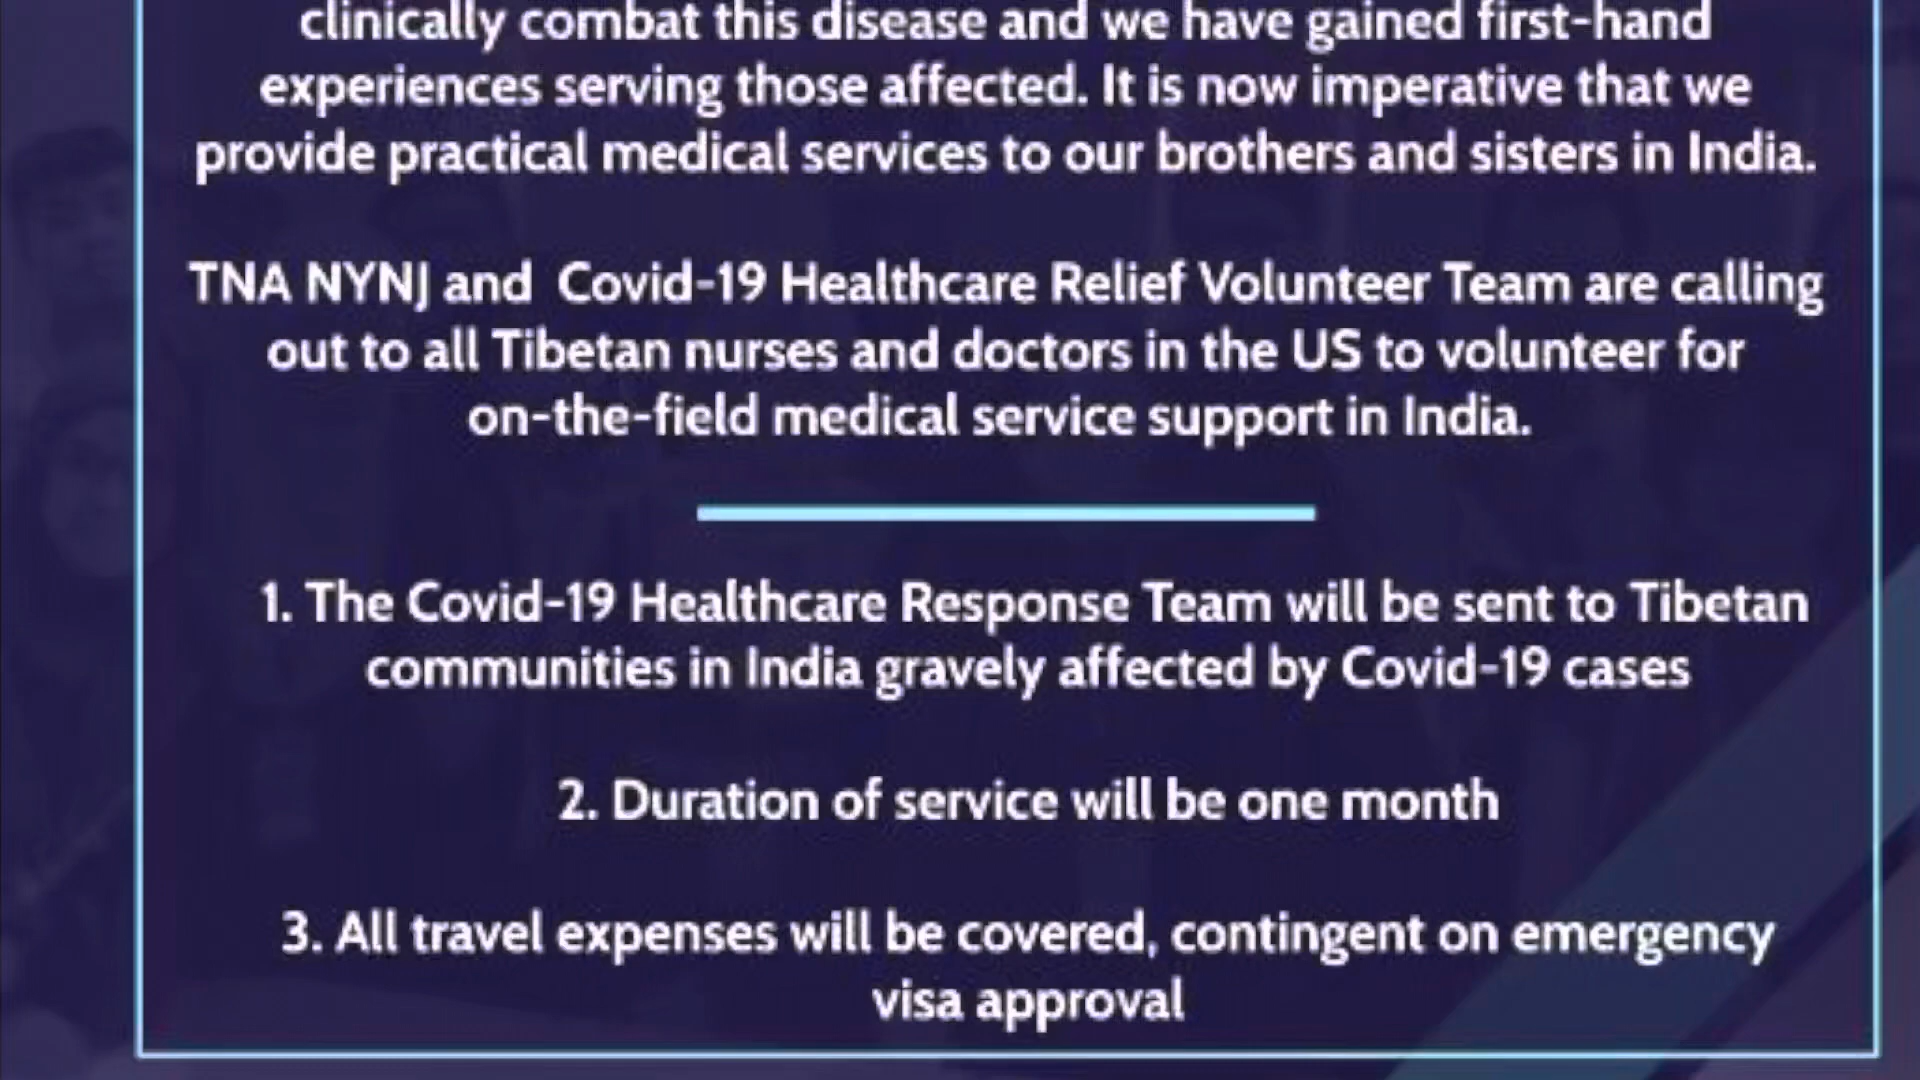 clinically combat this disease and we have gained first-hand
experiences serving those affected. It is now imperative that we
provide practical medical services to our brothers and sisters in India.
TNA NYNJ and Covid-19 Healthcare Relief Volunteer Team are calling
out to all Tibetan nurses and doctors in the US to volunteer for
on-the-field medical service support in India.
1. The Covid-19 Healthcare Response Team will be sent to Tibetan
communities in India gravely affected by Covid-19 cases
2. Duration of service will be one month
3. All travel expenses will be covered, contingent on emergency
visa approval